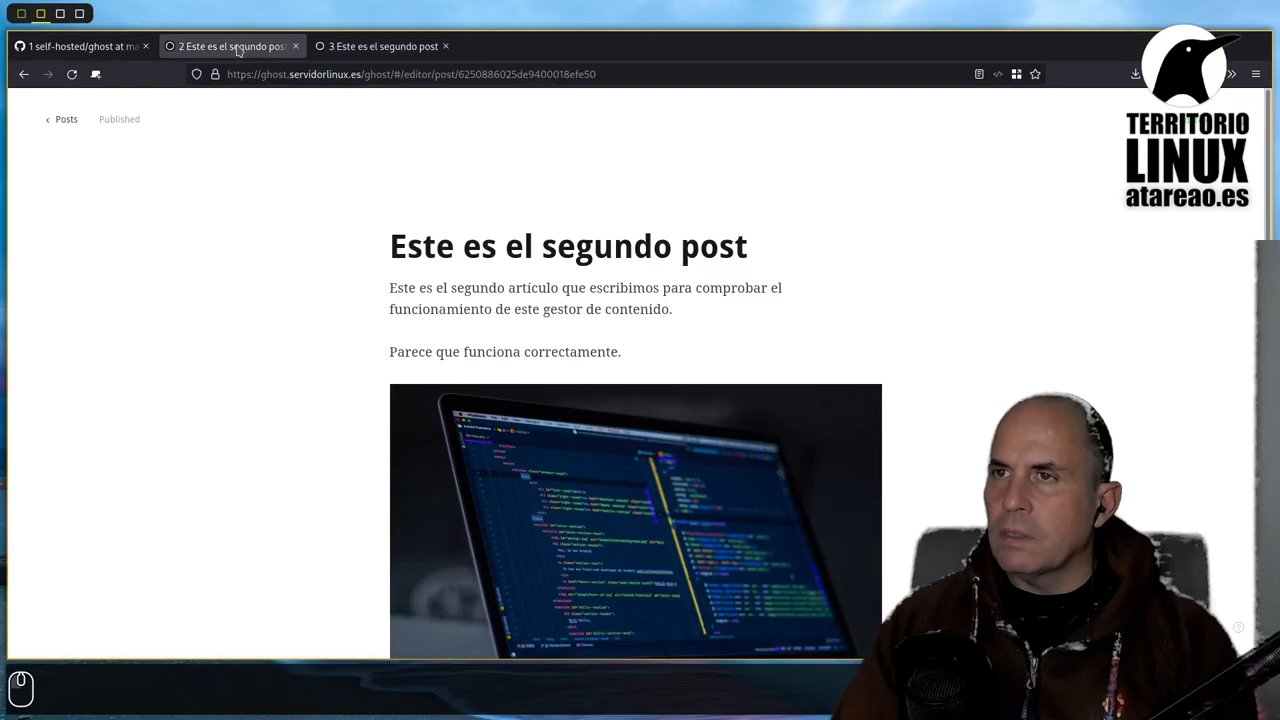 1 self-hosted/ghost at ma
2 Este es el segundo post
3 Este es el segundo post
https://ghost.servidorlinux.es/ghost/#/editor/post/6250886025de9400018efe50
Posts
Published
TERRITORIO
LINUX
atareao.es
Este es el segundo post
Este es el segundo artículo que escribimos para comprobar el
funcionamiento de este gestor de contenido.
Parece que funciona correctamente.